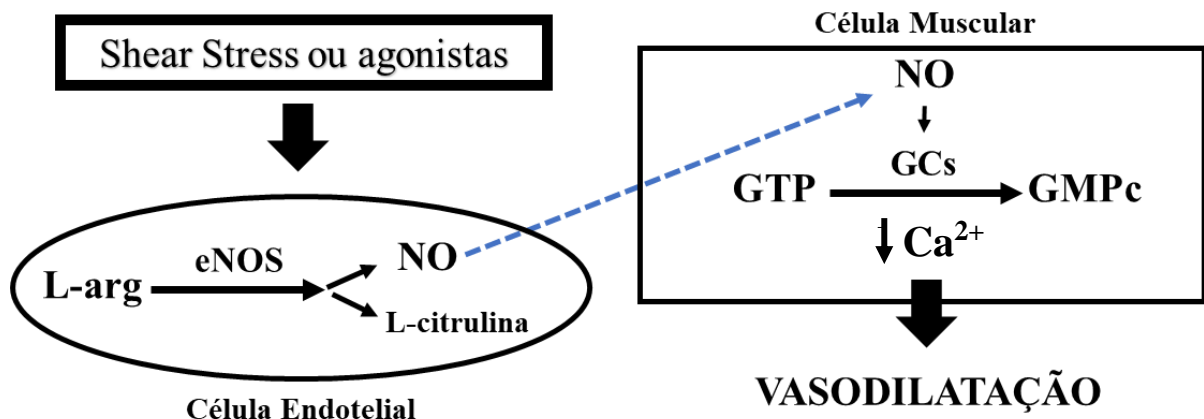 Shear Stress ou agonistas
eNOS
L-arg
NO
L-citrulina
Célula Endotelial
Célula Muscular
NO
GCs
GTP
GMPc
Ca²⁺
VASODILATAÇÃO